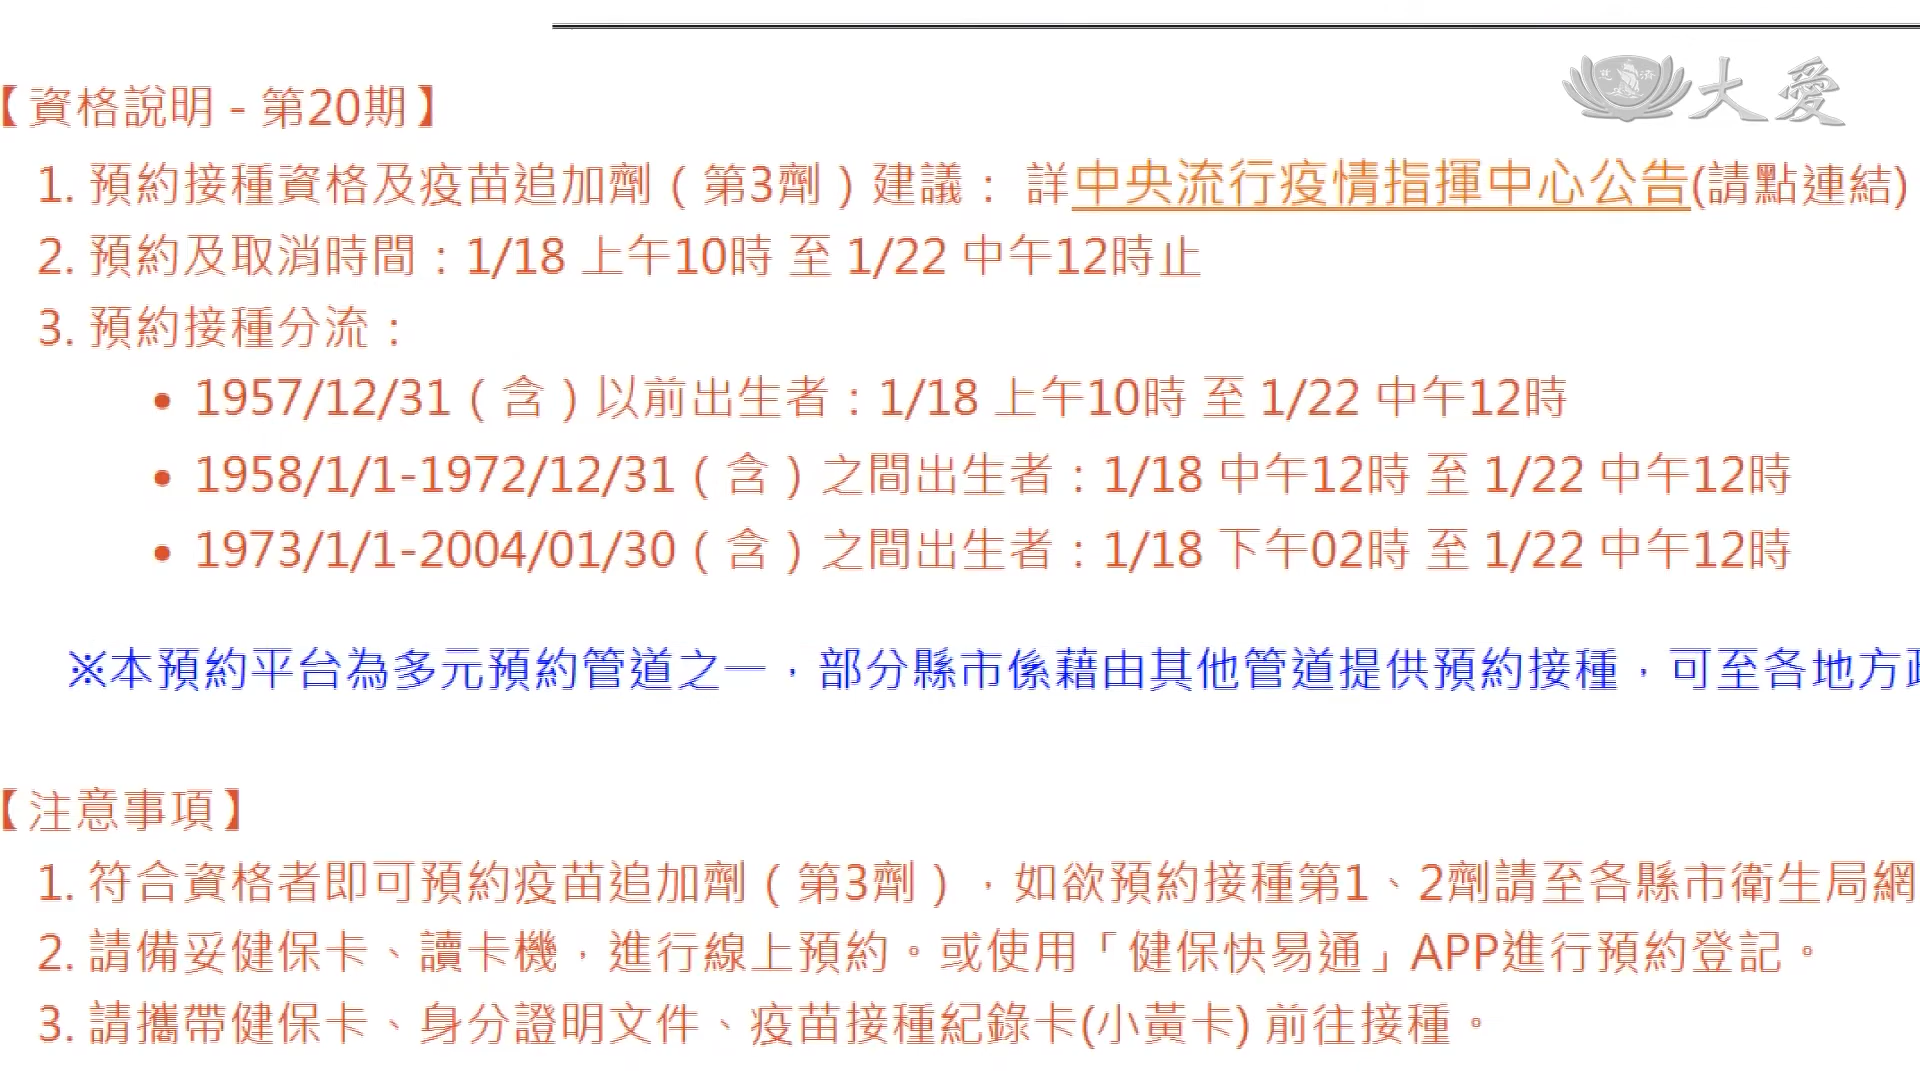 慈濟 大愛
【資格說明 - 第20期】
1. 預約接種資格及疫苗追加劑（第3劑）建議： 詳中央流行疫情指揮中心公告(請點連結)
2. 預約及取消時間：1/18 上午10時 至 1/22 中午12時止
3. 預約接種分流：
• 1957/12/31（含）以前出生者：1/18 上午10時 至 1/22 中午12時
• 1958/1/1-1972/12/31（含）之間出生者：1/18 中午12時 至 1/22 中午12時
• 1973/1/1-2004/01/30（含）之間出生者：1/18 下午02時 至 1/22 中午12時
※本預約平台為多元預約管道之一，部分縣市係藉由其他管道提供預約接種，可至各地方政
【注意事項】
1. 符合資格者即可預約疫苗追加劑（第3劑），如欲預約接種第1、2劑請至各縣市衛生局網
2. 請備妥健保卡、讀卡機，進行線上預約。或使用「健保快易通」APP進行預約登記。
3. 請攜帶健保卡、身分證明文件、疫苗接種紀錄卡(小黃卡) 前往接種。